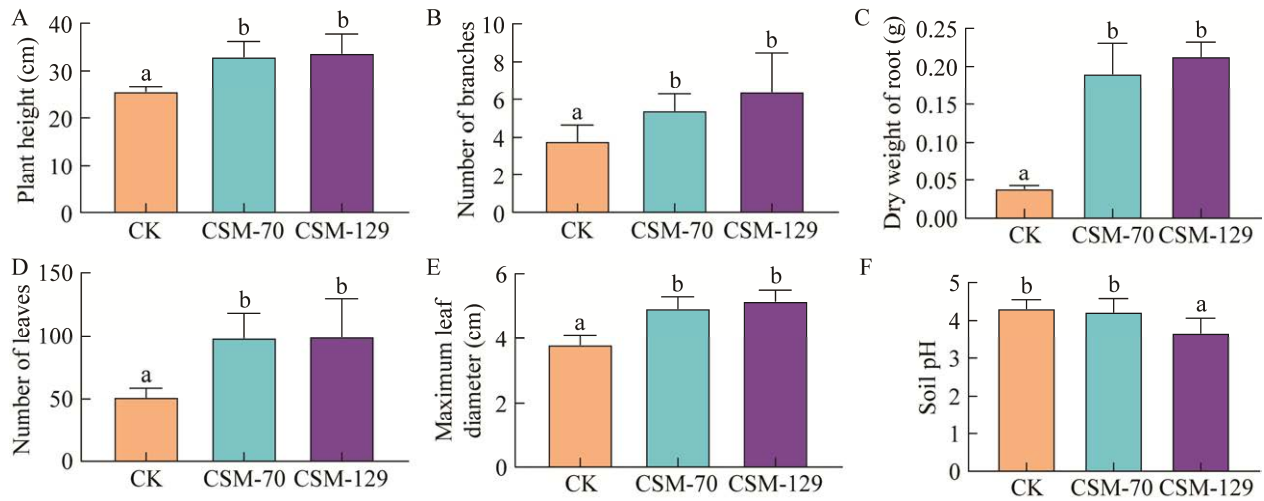 A
Plant height (cm)
40
30
20
10
0
a
b
b
CK
CSM-70
CSM-129
B
Number of branches
10
8
6
4
2
0
a
b
b
CK
CSM-70
CSM-129
C
Dry weight of root (g)
0.25
0.20
0.15
0.10
0.05
0.00
a
b
b
CK
CSM-70
CSM-129
D
Number of leaves
150
100
50
0
a
b
b
CK
CSM-70
CSM-129
E
Maximum leaf
diameter (cm)
6
4
2
0
a
b
b
CK
CSM-70
CSM-129
F
Soil pH
5
4
3
2
1
0
b
b
a
CK
CSM-70
CSM-129